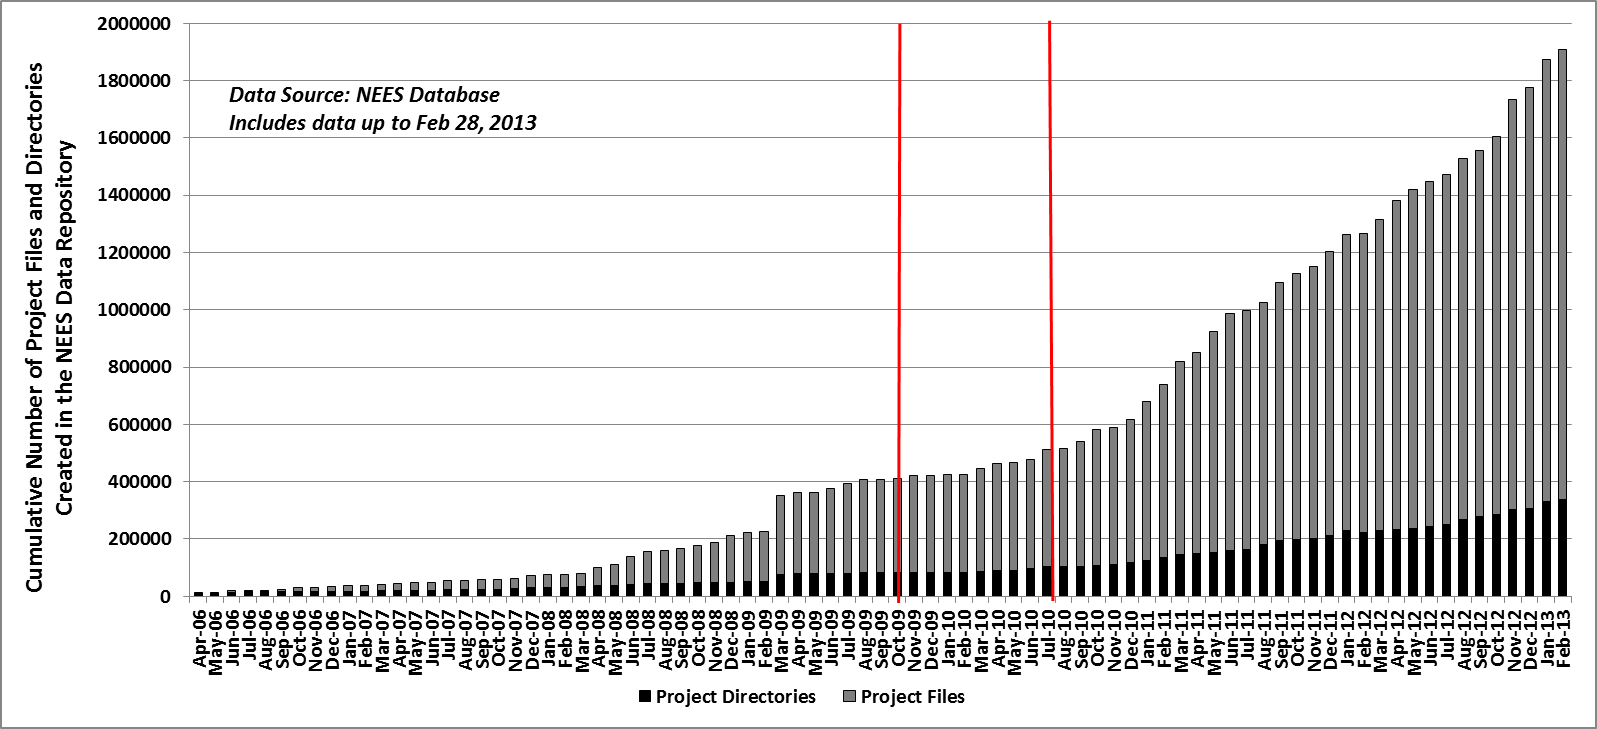 Cumulative Number of Project Files and Directories
Created in the NEES Data Repository
2000000
1800000
1600000
1400000
1200000
1000000
800000
600000
400000
200000
0
Data Source: NEES Database
Includes data up to Feb 28, 2013
Apr-06
May-06
Jun-06
Jul-06
Aug-06
Sep-06
Oct-06
Nov-06
Dec-06
Jan-07
Feb-07
Mar-07
Apr-07
May-07
Jun-07
Jul-07
Aug-07
Sep-07
Oct-07
Nov-07
Dec-07
Jan-08
Feb-08
Mar-08
Apr-08
May-08
Jun-08
Jul-08
Aug-08
Sep-08
Oct-08
Nov-08
Dec-08
Jan-09
Feb-09
Mar-09
Apr-09
May-09
Jun-09
Jul-09
Aug-09
Sep-09
Oct-09
Nov-09
Dec-09
Jan-10
Feb-10
Mar-10
Apr-10
May-10
Jun-10
Jul-10
Aug-10
Sep-10
Oct-10
Nov-10
Dec-10
Jan-11
Feb-11
Mar-11
Apr-11
May-11
Jun-11
Jul-11
Aug-11
Sep-11
Oct-11
Nov-11
Dec-11
Jan-12
Feb-12
Mar-12
Apr-12
May-12
Jun-12
Jul-12
Aug-12
Sep-12
Oct-12
Nov-12
Dec-12
Jan-13
Feb-13
Project Directories
Project Files